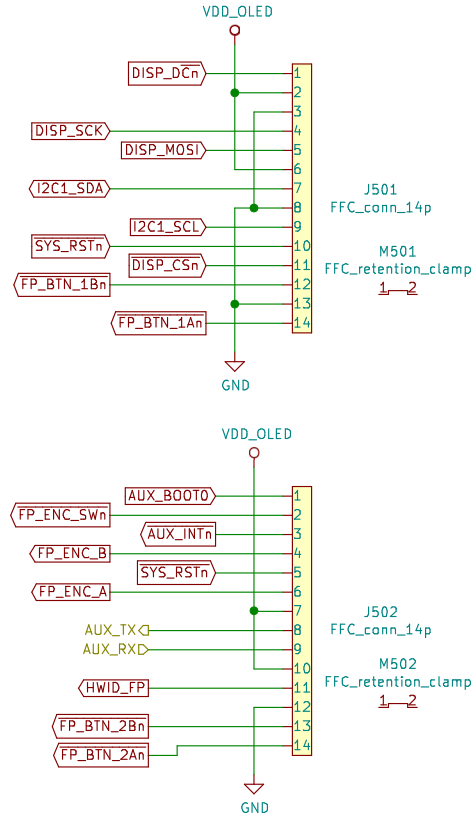 VDD_OLED
DISP_DCn 1
2
3
DISP_SCK 4
DISP_MOSI 5
6
I2C1_SDA 7
8
I2C1_SCL 9
SYS_RSTn 10
DISP_CSn 11
FP_BTN_1Bn 12
13
FP_BTN_1An 14
J501
FFC_conn_14p
M501
FFC_retention_clamp
1 2
GND
VDD_OLED
AUX_BOOT0 1
FP_ENC_SWn 2
AUX_INTn 3
FP_ENC_B 4
SYS_RSTn 5
FP_ENC_A 6
7
AUX_TX 8
AUX_RX 9
10
HWID_FP 11
12
FP_BTN_2Bn 13
FP_BTN_2An 14
J502
FFC_conn_14p
M502
FFC_retention_clamp
1 2
GND